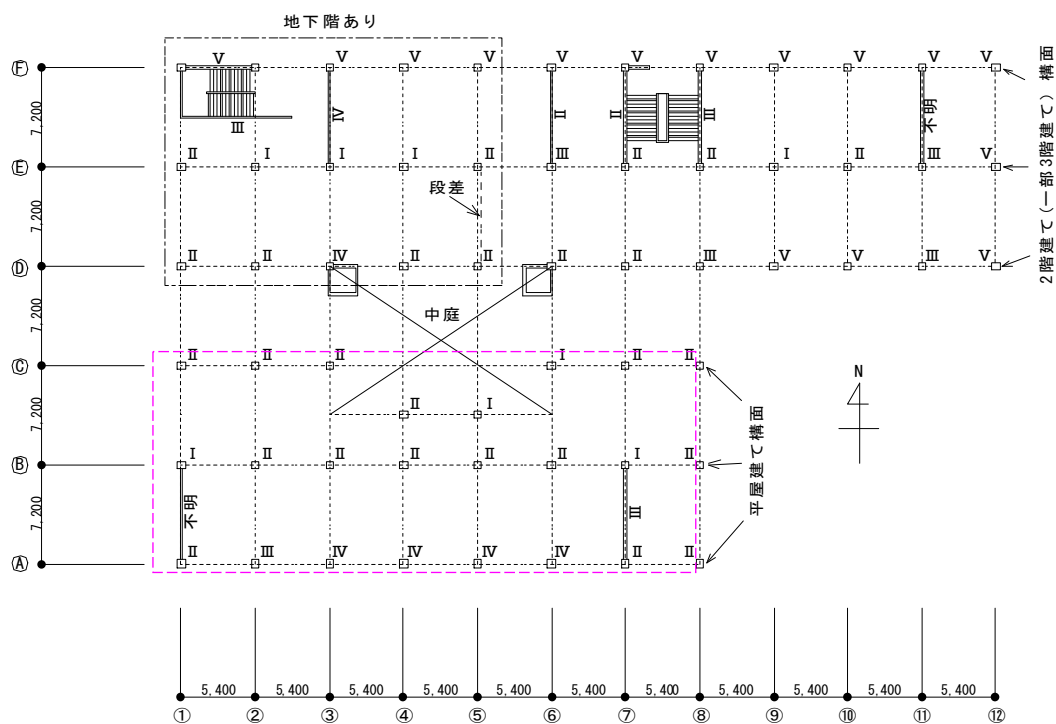 地下階あり
Ⓕ
Ⅴ Ⅴ Ⅴ Ⅴ Ⅴ Ⅴ Ⅴ Ⅴ Ⅴ Ⅴ Ⅴ
Ⅲ Ⅳ Ⅱ Ⅱ Ⅲ 不明
7,200
Ⓔ
Ⅱ Ⅰ Ⅰ Ⅰ Ⅱ Ⅲ Ⅱ Ⅱ Ⅰ Ⅱ Ⅲ Ⅴ
段差
7,200
Ⓓ
Ⅱ Ⅱ Ⅳ Ⅱ Ⅱ Ⅱ Ⅱ Ⅲ Ⅴ Ⅴ Ⅲ Ⅴ
2階建て(一部3階建て) 構面
中庭
7,200
Ⓒ
Ⅱ Ⅱ Ⅱ Ⅰ Ⅱ Ⅱ
N
Ⅱ Ⅰ
7,200
Ⓑ
Ⅰ Ⅱ Ⅱ Ⅱ Ⅱ Ⅱ Ⅰ Ⅱ
平屋建て構面
不明 Ⅲ
7,200
Ⓐ
Ⅱ Ⅲ Ⅳ Ⅳ Ⅳ Ⅳ Ⅱ Ⅱ
5,400 5,400 5,400 5,400 5,400 5,400 5,400 5,400 5,400 5,400 5,400
① ② ③ ④ ⑤ ⑥ ⑦ ⑧ ⑨ ⑩ ⑪ ⑫